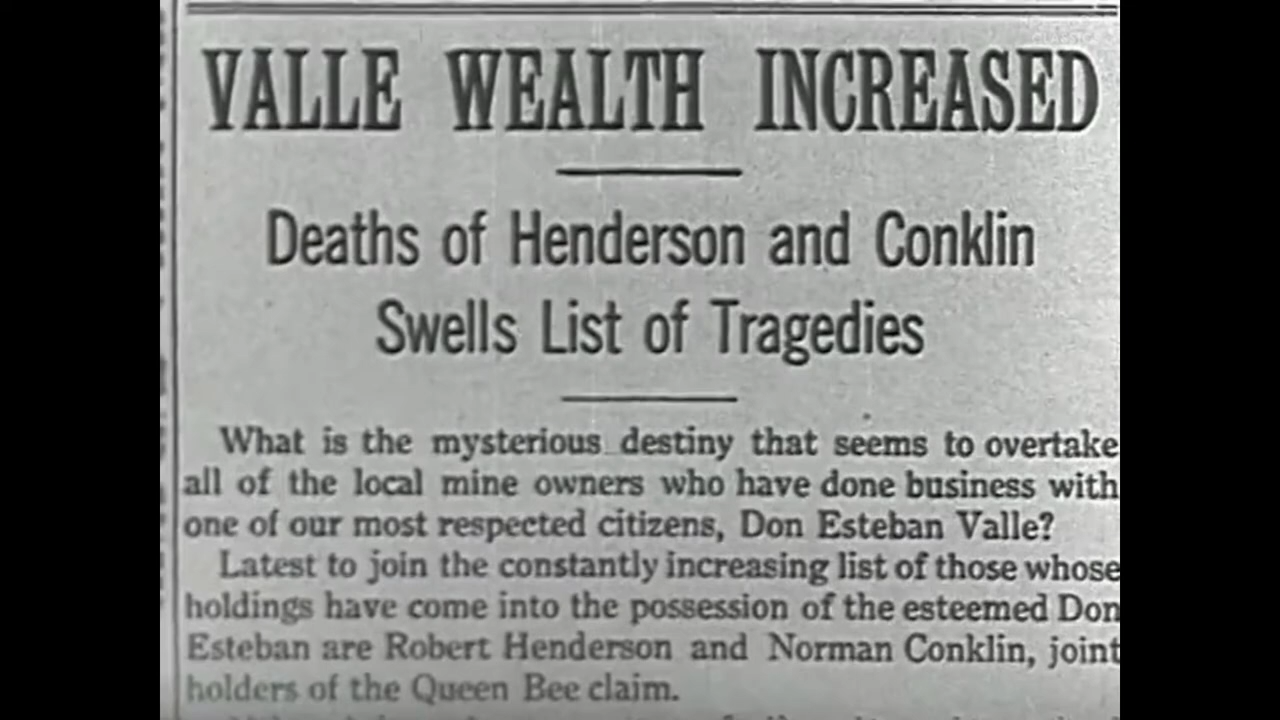 VALLE WEALTH INCREASED
Deaths of Henderson and Conklin
Swells List of Tragedies
What is the mysterious destiny that seems to overtake
all of the local mine owners who have done business with
one of our most respected citizens, Don Esteban Valle?
Latest to join the constantly increasing list of those whose
holdings have come into the possession of the esteemed Don
Esteban are Robert Henderson and Norman Conklin, joint
holders of the Queen Bee claim.